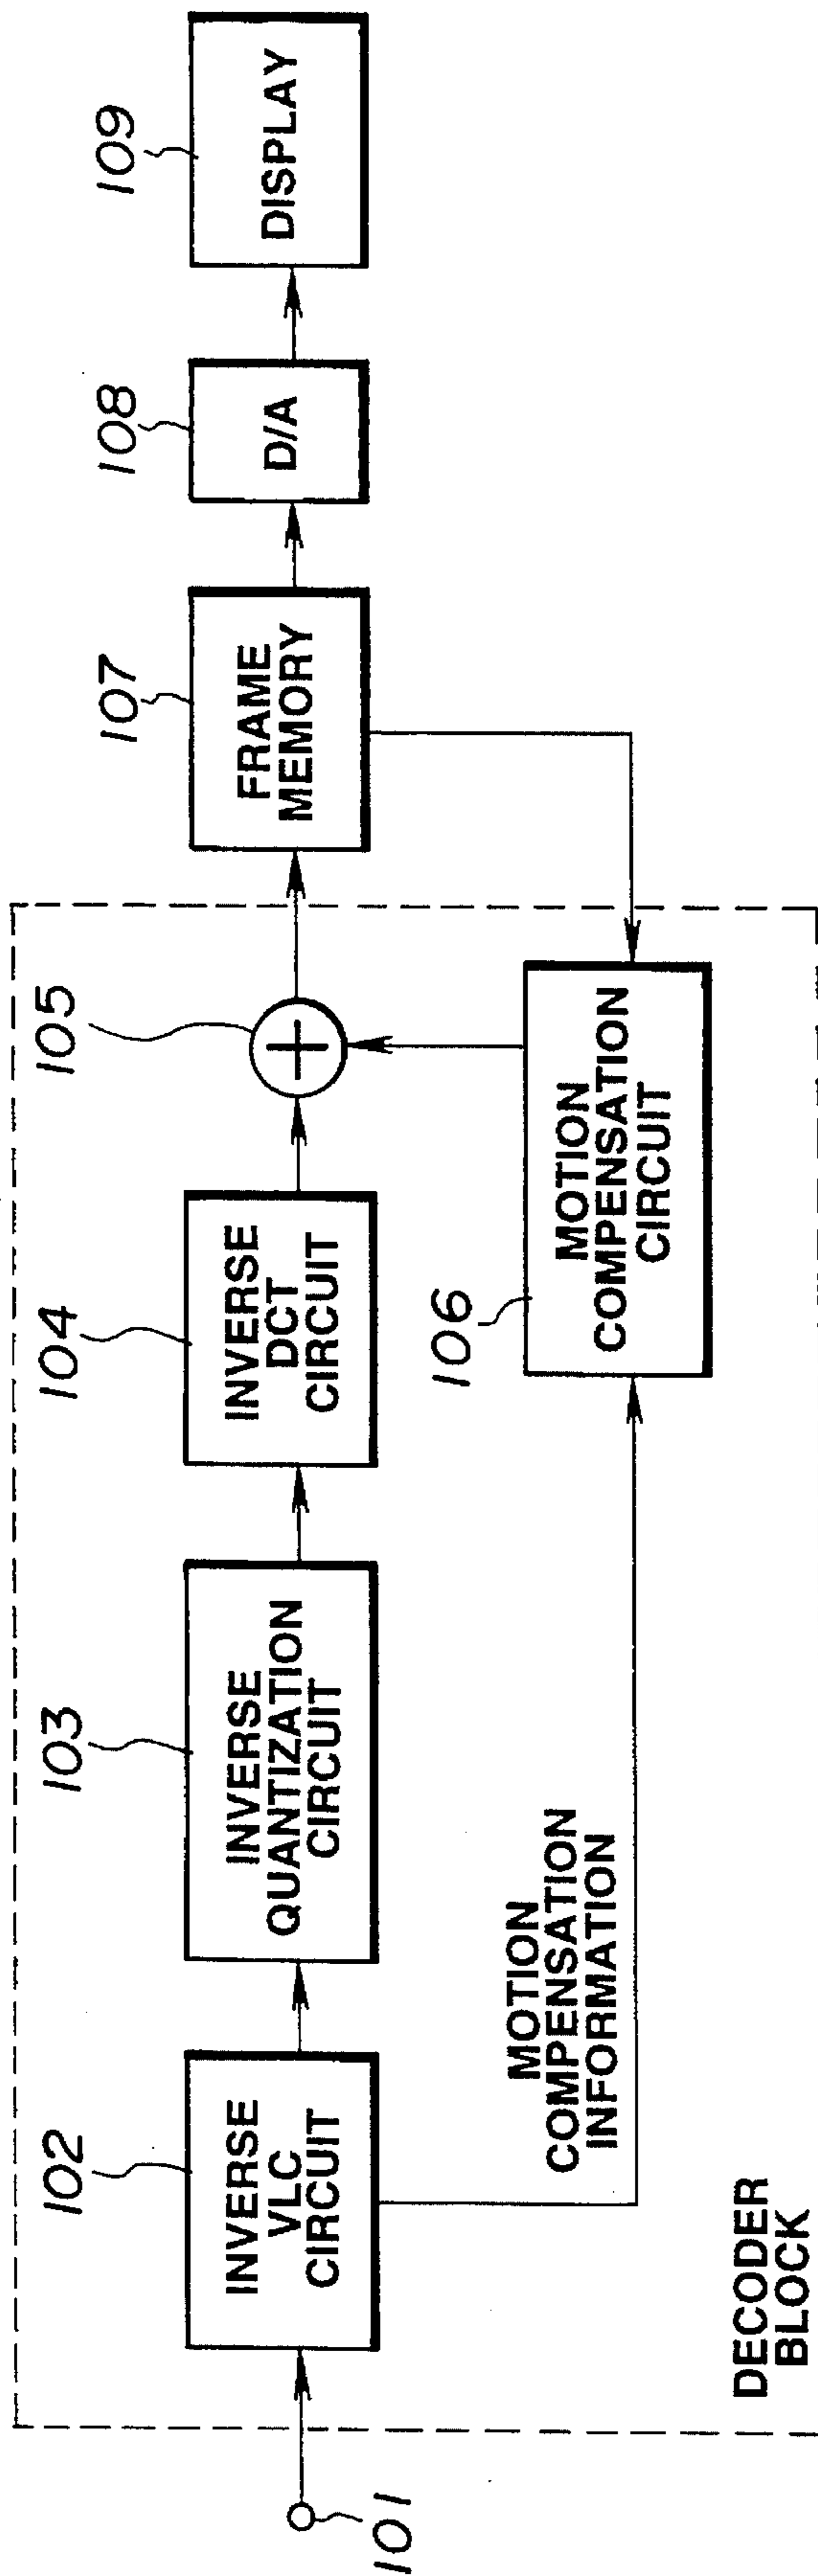 101
102
INVERSE
VLC
CIRCUIT
103
INVERSE
QUANTIZATION
CIRCUIT
104
INVERSE
DCT
CIRCUIT
105
+
107
FRAME
MEMORY
108
D/A
109
DISPLAY
MOTION
COMPENSATION
INFORMATION
106
MOTION
COMPENSATION
CIRCUIT
DECODER
BLOCK